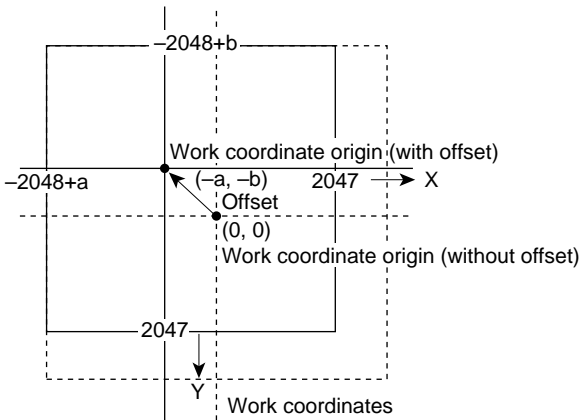 –2048+b
Work coordinate origin (with offset)
–2048+a
(–a, –b)
2047
X
Offset
(0, 0)
Work coordinate origin (without offset)
2047
Y
Work coordinates